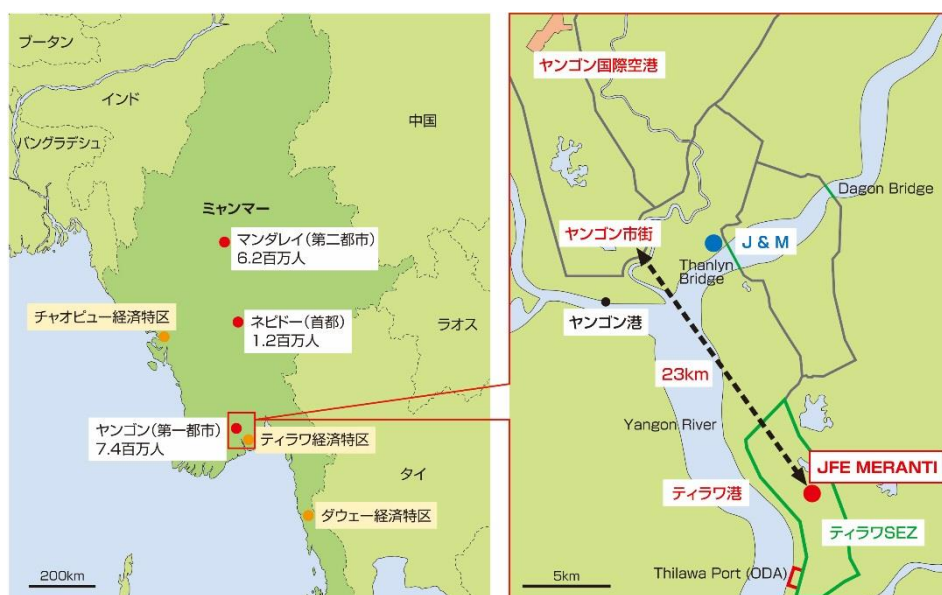 ブータン
インド
バングラデシュ
中国
ミャンマー
マンダレイ(第二都市)
6.2百万人
チャオピュー経済特区
ネピドー(首都)
1.2百万人
ラオス
ヤンゴン(第一都市)
7.4百万人
ティラワ経済特区
タイ
ダウェー経済特区
200km
ヤンゴン国際空港
Dagon Bridge
ヤンゴン市街
J & M
Thanlyn
Bridge
ヤンゴン港
23km
Yangon River
JFE MERANTI
ティラワ港
ティラワSEZ
Thilawa Port (ODA)
5km